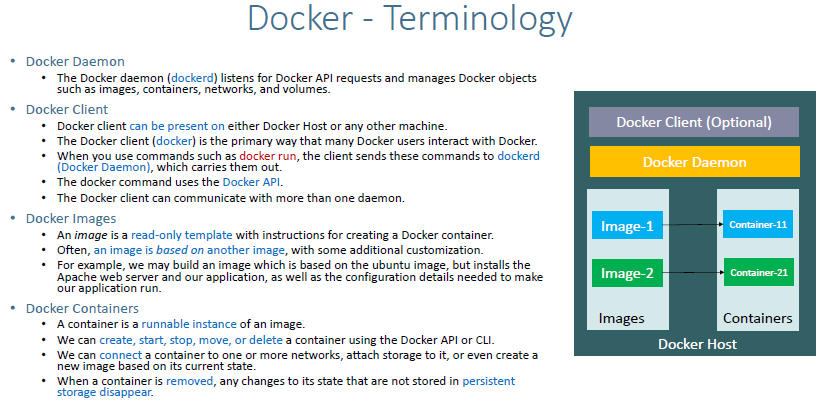 Docker - Terminology
• Docker Daemon
• The Docker daemon (dockerd) listens for Docker API requests and manages Docker objects
such as images, containers, networks, and volumes.
• Docker Client
• Docker client can be present on either Docker Host or any other machine.
• The Docker client (docker) is the primary way that many Docker users interact with Docker.
• When you use commands such as docker run, the client sends these commands to dockerd
(Docker Daemon), which carries them out.
• The docker command uses the Docker API.
• The Docker client can communicate with more than one daemon.
• Docker Images
• An image is a read-only template with instructions for creating a Docker container.
• Often, an image is based on another image, with some additional customization.
• For example, we may build an image which is based on the ubuntu image, but installs the
Apache web server and our application, as well as the configuration details needed to make
our application run.
• Docker Containers
• A container is a runnable instance of an image.
• We can create, start, stop, move, or delete a container using the Docker API or CLI.
• We can connect a container to one or more networks, attach storage to it, or even create a
new image based on its current state.
• When a container is removed, any changes to its state that are not stored in persistent
storage disappear.
Docker Client (Optional)
Docker Daemon
Image-1
Container-11
Image-2
Container-21
Images
Containers
Docker Host